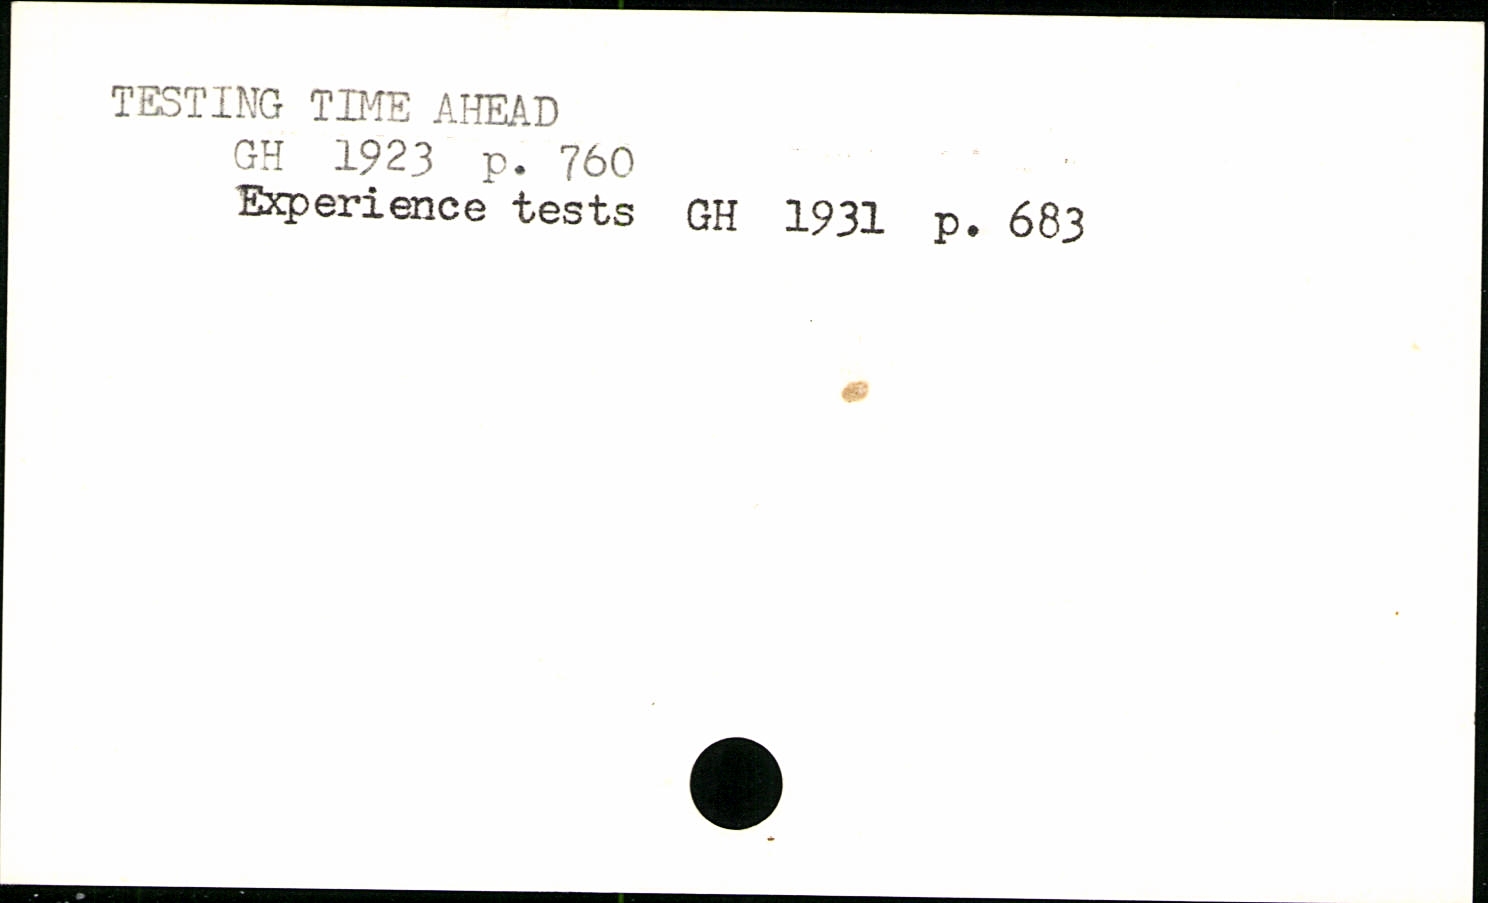 TESTING TIME AHEAD
GH 1923 p. 760
Experience tests GH 1931 p. 683